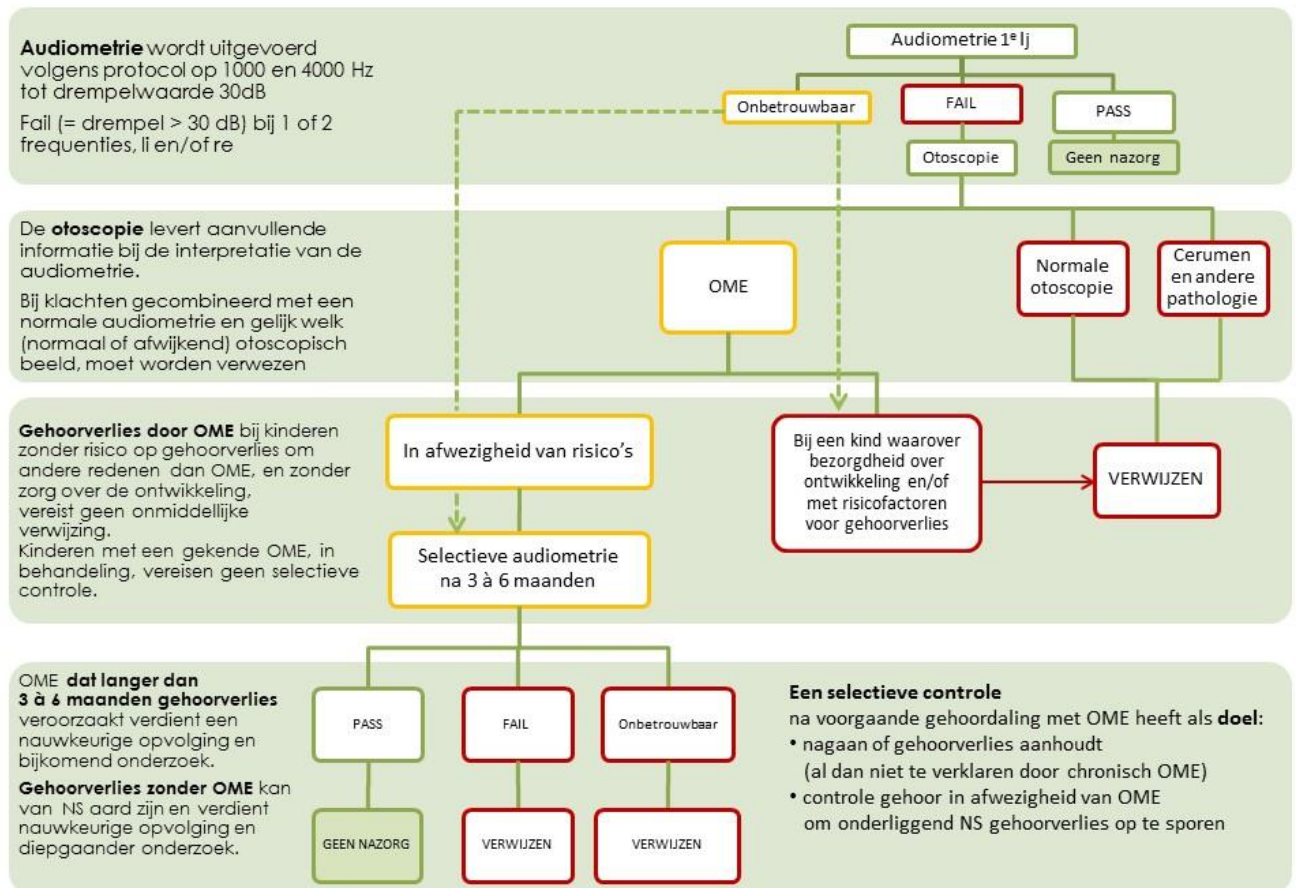 Audiometrie wordt uitgevoerd
volgens protocol op 1000 en 4000 Hz
tot drempelwaarde 30dB
Fail (= drempel > 30 dB) bij 1 of 2
frequenties, li en/of re
Audiometrie 1ᵉ lj
Onbetrouwbaar
FAIL
PASS
Otoscopie
Geen nazorg
De otoscopie levert aanvullende
informatie bij de interpretatie van de
audiometrie.
Bij klachten gecombineerd met een
normale audiometrie en gelijk welk
(normaal of afwijkend) otoscopisch
beeld, moet worden verwezen
OME
Normale
otoscopie
Cerumen
en andere
pathologie
Gehoorverlies door OME bij kinderen
zonder risico op gehoorverlies om
andere redenen dan OME, en zonder
zorg over de ontwikkeling,
vereist geen onmiddellijke
verwijzing.
Kinderen met een gekende OME, in
behandeling, vereisen geen selectieve
controle.
In afwezigheid van risico's
Bij een kind waarover
bezorgdheid over
ontwikkeling en/of
met risicofactoren
voor gehoorverlies
VERWIJZEN
Selectieve audiometrie
na 3 à 6 maanden
OME dat langer dan
3 à 6 maanden gehoorverlies
veroorzaakt verdient een
nauwkeurige opvolging en
bijkomend onderzoek.
Gehoorverlies zonder OME kan
van NS aard zijn en verdient
nauwkeurige opvolging en
diepgaander onderzoek.
PASS
FAIL
Onbetrouwbaar
GEEN NAZORG
VERWIJZEN
VERWIJZEN
Een selectieve controle
na voorgaande gehoordaling met OME heeft als doel:
• nagaan of gehoorverlies aanhoudt
(al dan niet te verklaren door chronisch OME)
• controle gehoor in afwezigheid van OME
om onderliggend NS gehoorverlies op te sporen